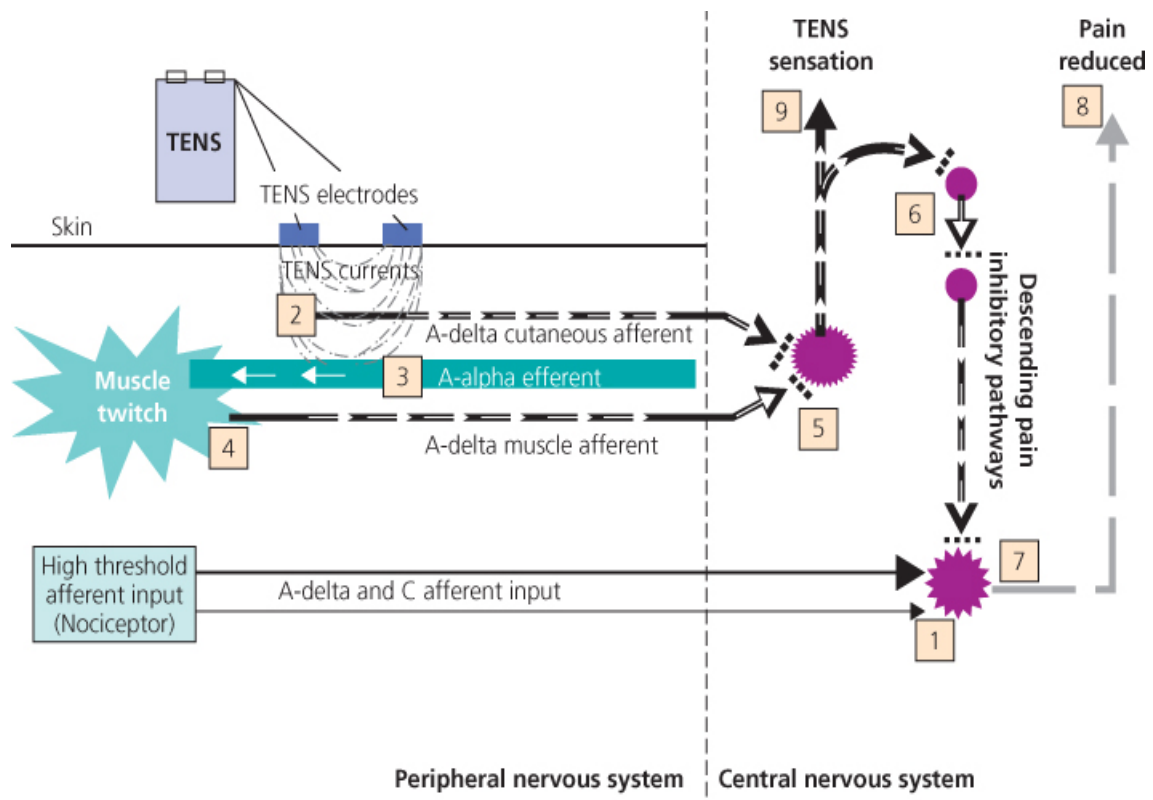 TENS
sensation
Pain
reduced
9
8
TENS
TENS electrodes
6
Skin
TENS currents
2
A-delta cutaneous afferent
Descending pain
inhibitory pathways
Muscle
twitch
3
A-alpha efferent
4
A-delta muscle afferent
5
High threshold
afferent input
(Nociceptor)
A-delta and C afferent input
7
1
Peripheral nervous system
Central nervous system